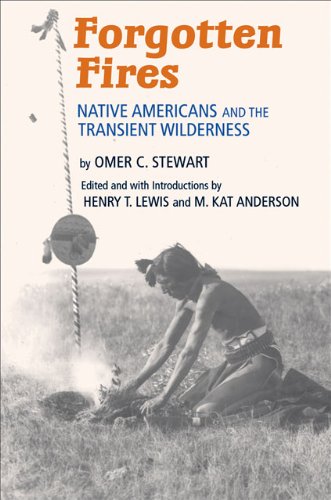 Forgotten
Fires
NATIVE AMERICANS AND THE
TRANSIENT WILDERNESS
by OMER C. STEWART
Edited and with Introductions by
HENRY T. LEWIS and M. KAT ANDERSON